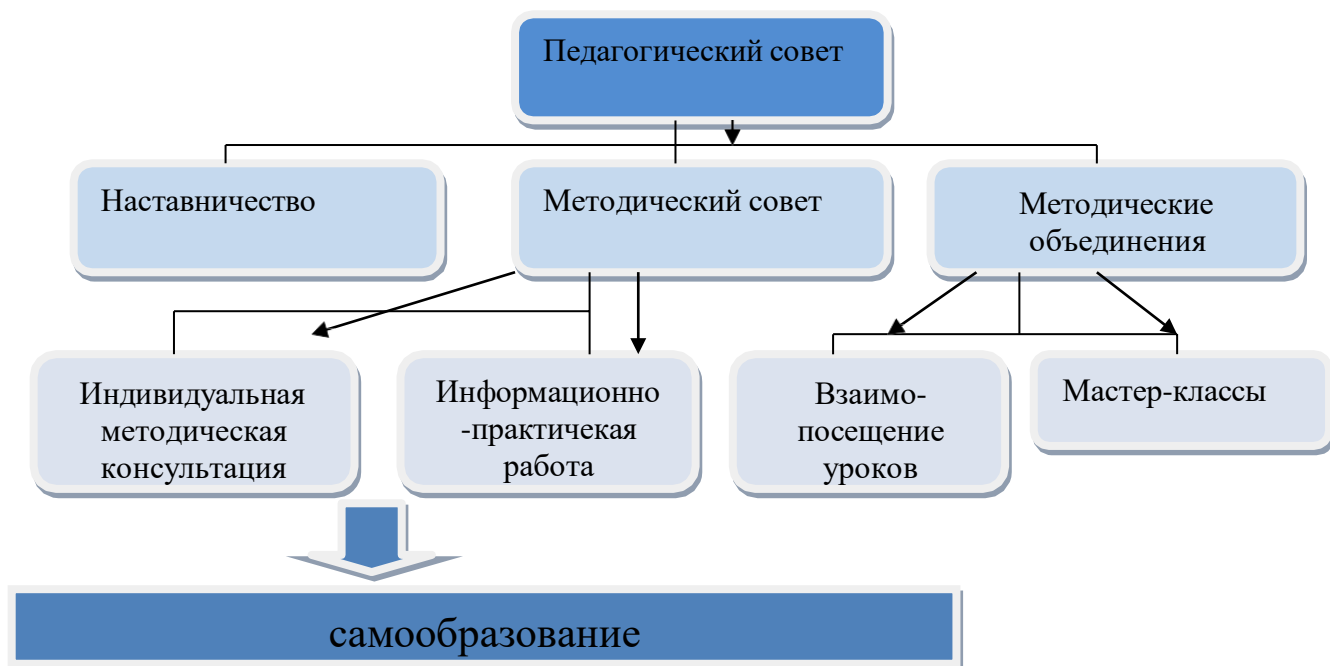 Педагогический совет
Наставничество
Методический совет
Методические
объединения
Индивидуальная
методическая
консультация
Информационно
-практичекая
работа
Взаимо-
посещение
уроков
Мастер-классы
самообразование